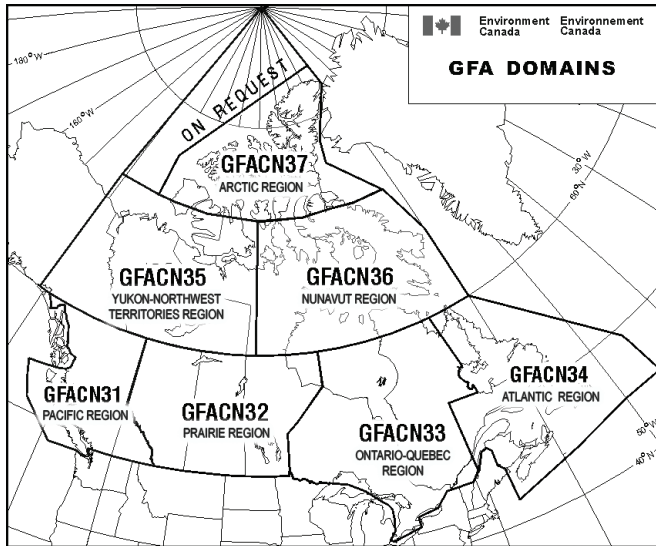 Environment Canada Environnement Canada
GFA DOMAINS
180°W
160°W
ON REQUEST
GFACN37
ARCTIC REGION
30°W
60°N
GFACN35
YUKON-NORTHWEST
TERRITORIES REGION
GFACN36
NUNAVUT REGION
GFACN31
PACIFIC REGION
GFACN32
PRAIRIE REGION
GFACN33
ONTARIO-QUEBEC
REGION
GFACN34
ATLANTIC REGION
50°N
40°N